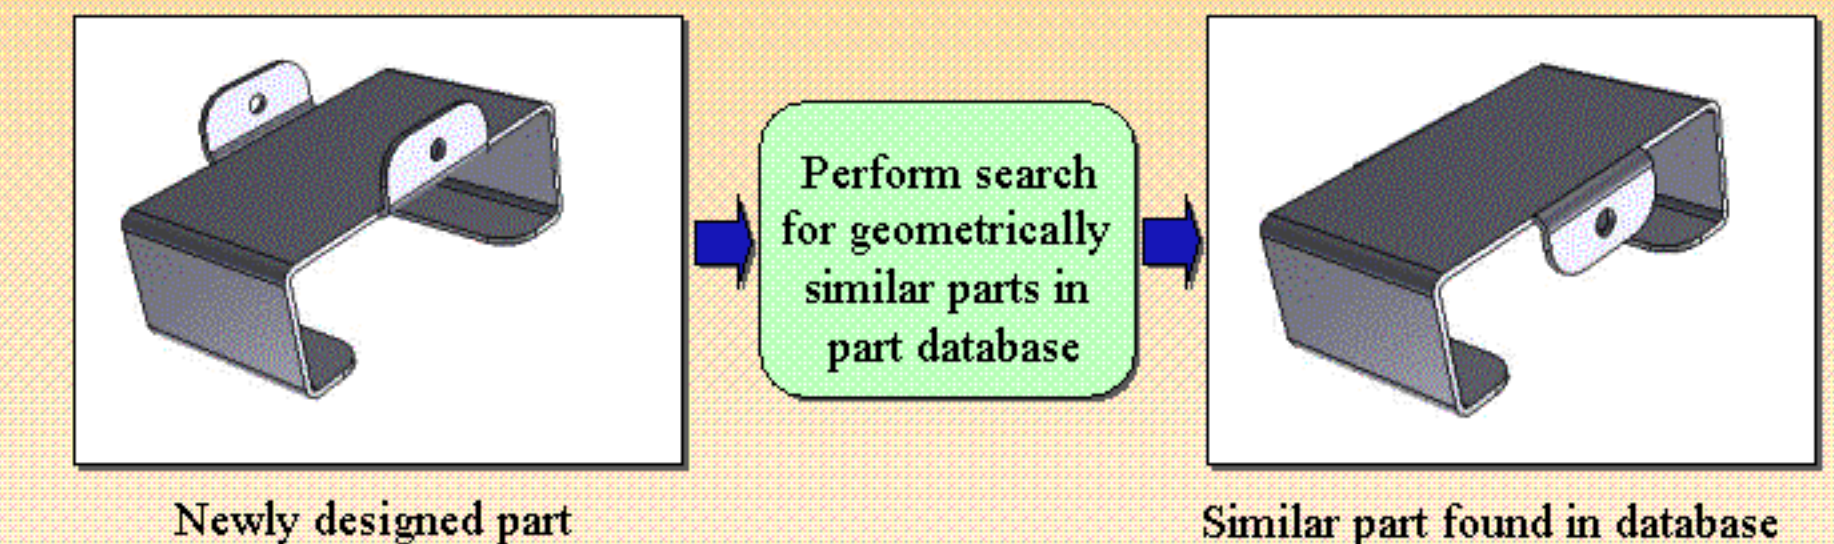 Perform search
for geometrically
similar parts in
part database
Newly designed part
Similar part found in database